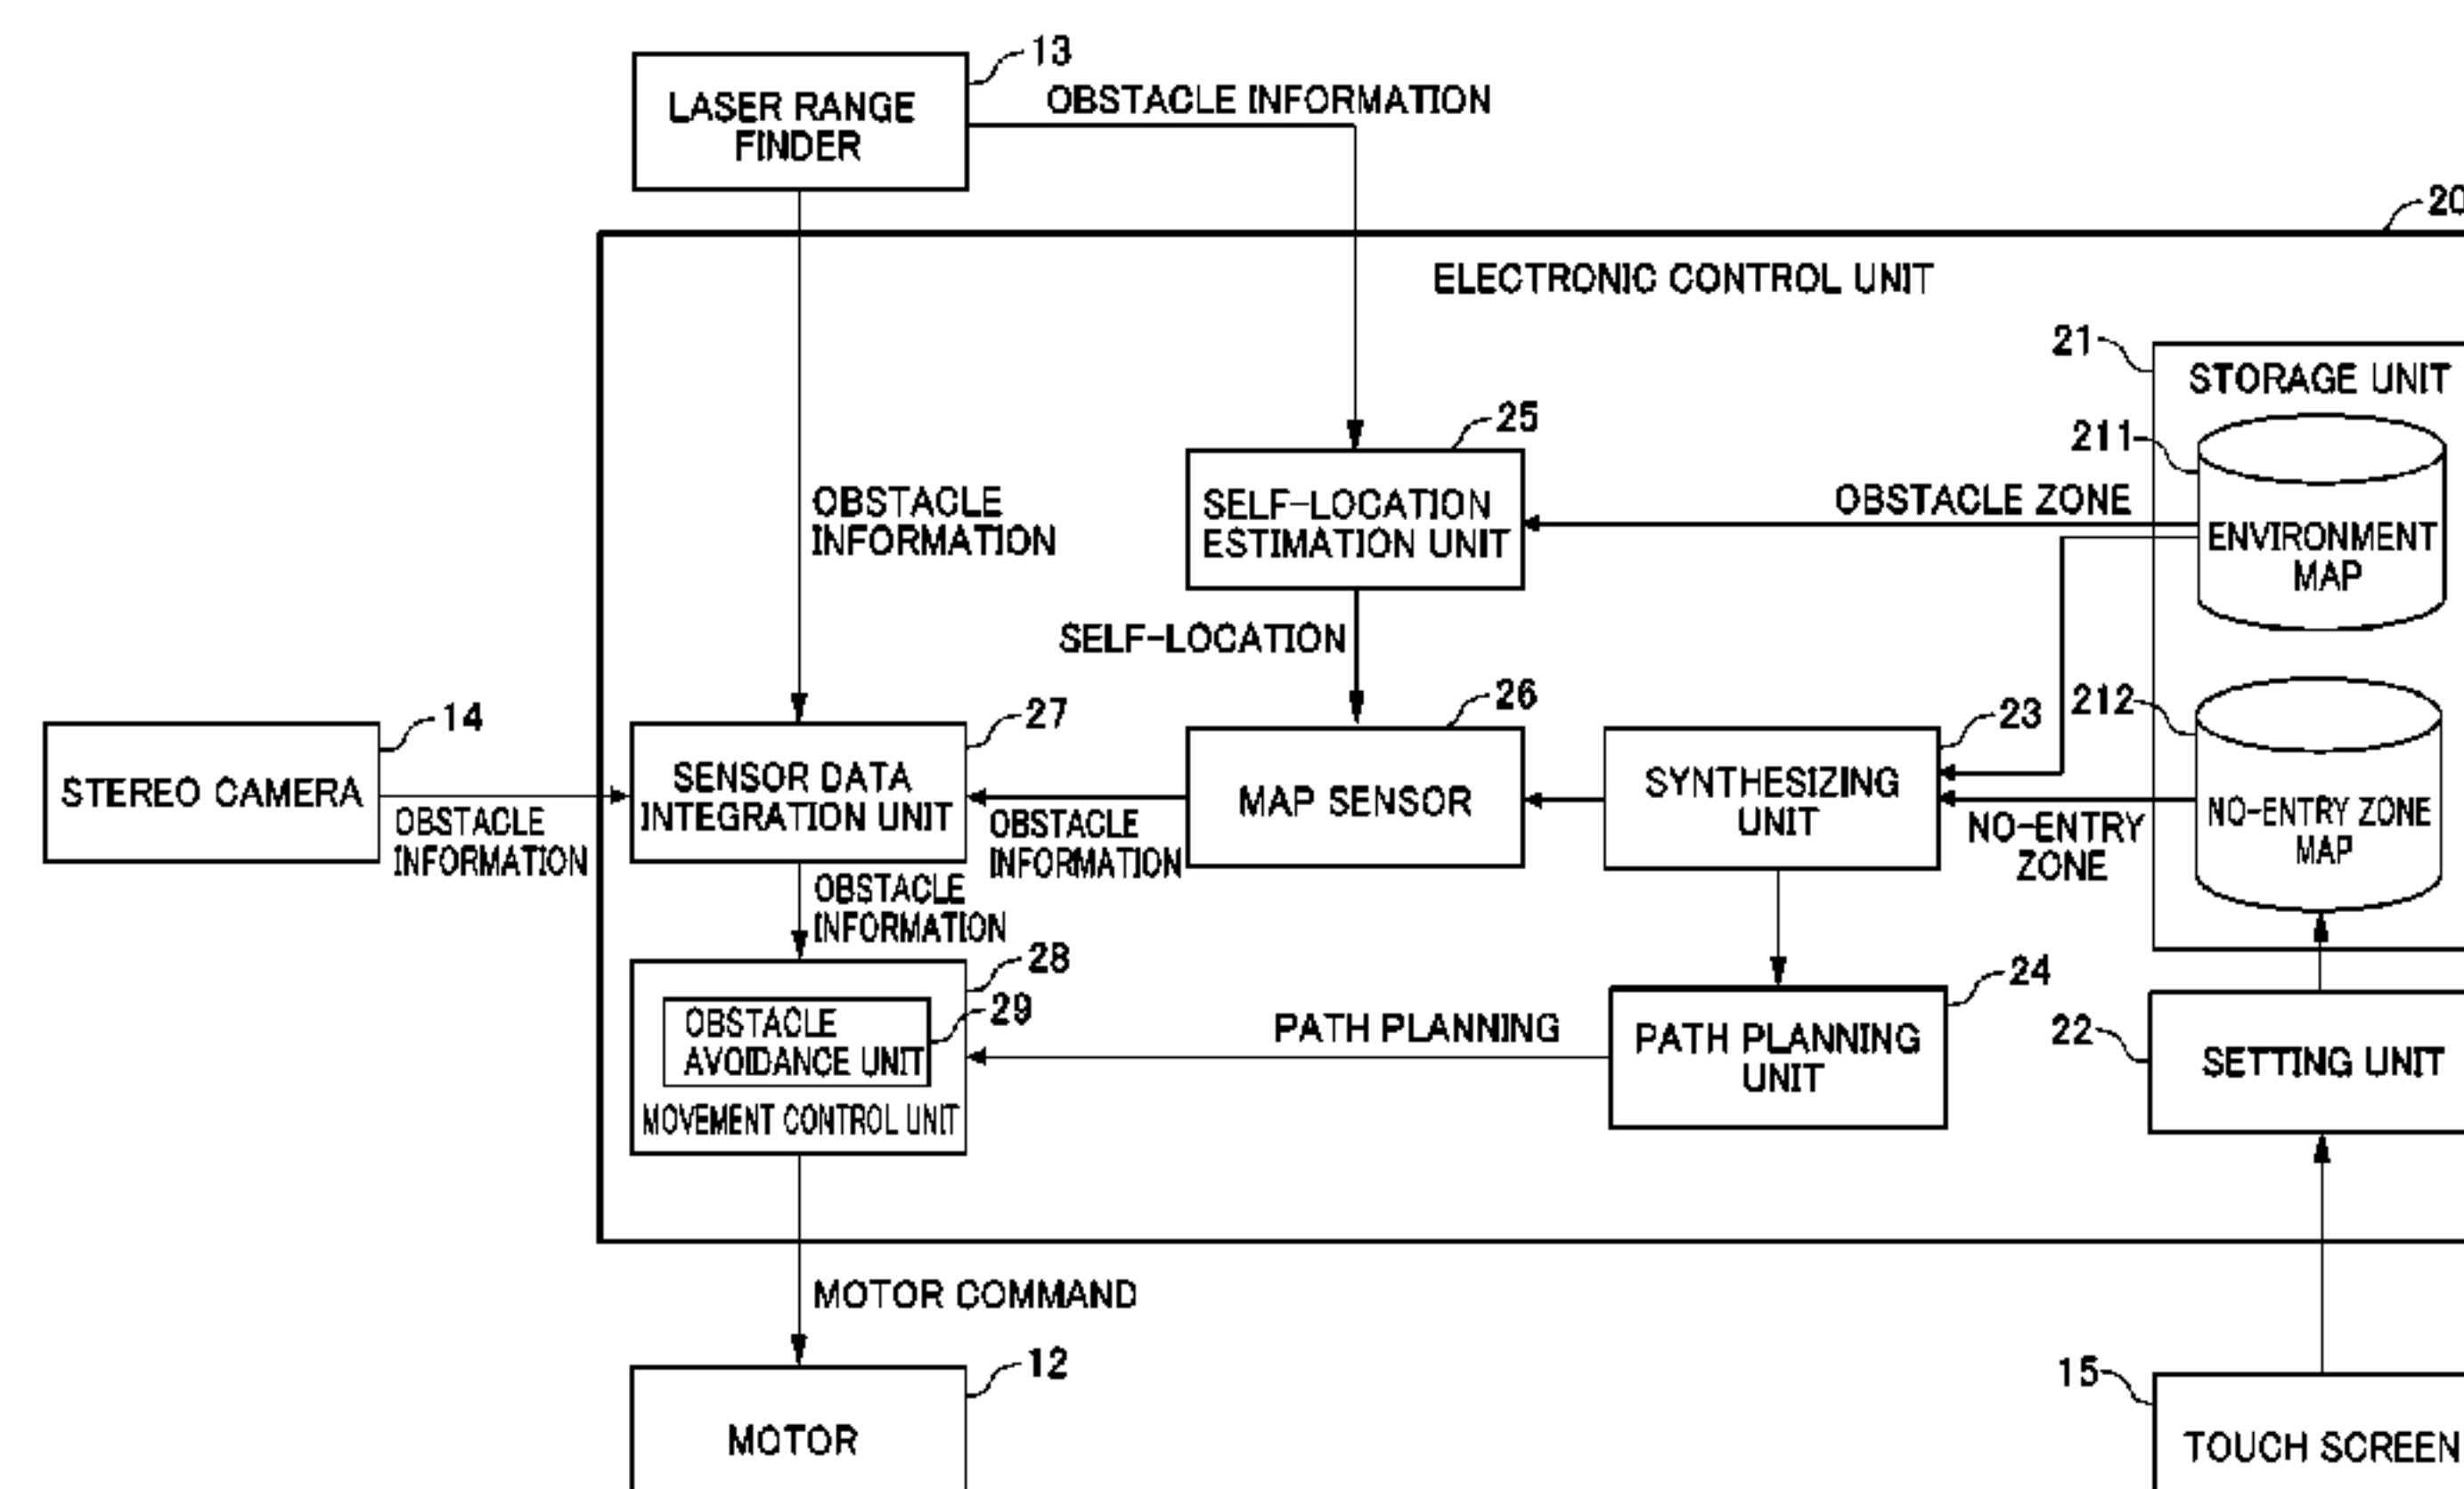 13
LASER RANGE
FINDER
OBSTACLE INFORMATION
20
ELECTRONIC CONTROL UNIT
21
STORAGE UNIT
25
211
OBSTACLE
INFORMATION
SELF-LOCATION
ESTIMATION UNIT
OBSTACLE ZONE
ENVIRONMENT
MAP
SELF-LOCATION
14
27
26
23
212
STEREO CAMERA
OBSTACLE
INFORMATION
SENSOR DATA
INTEGRATION UNIT
OBSTACLE
INFORMATION
MAP SENSOR
SYNTHESIZING
UNIT
NO-ENTRY
ZONE
NO-ENTRY ZONE
MAP
OBSTACLE
INFORMATION
28
29
OBSTACLE
AVOIDANCE UNIT
MOVEMENT CONTROL UNIT
PATH PLANNING
24
PATH PLANNING
UNIT
22
SETTING UNIT
MOTOR COMMAND
12
MOTOR
15
TOUCH SCREEN